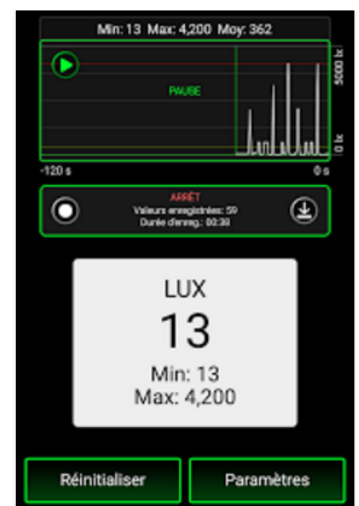 Min: 13 Max: 4,200 Moy: 362
PAUSE
5000 lx
0 lx
-120 s
0 s
ARRÊT
Valeurs enregistrées: 59
Durée d'enreg.: 00:38
LUX
13
Min: 13
Max: 4,200
Réinitialiser
Paramètres